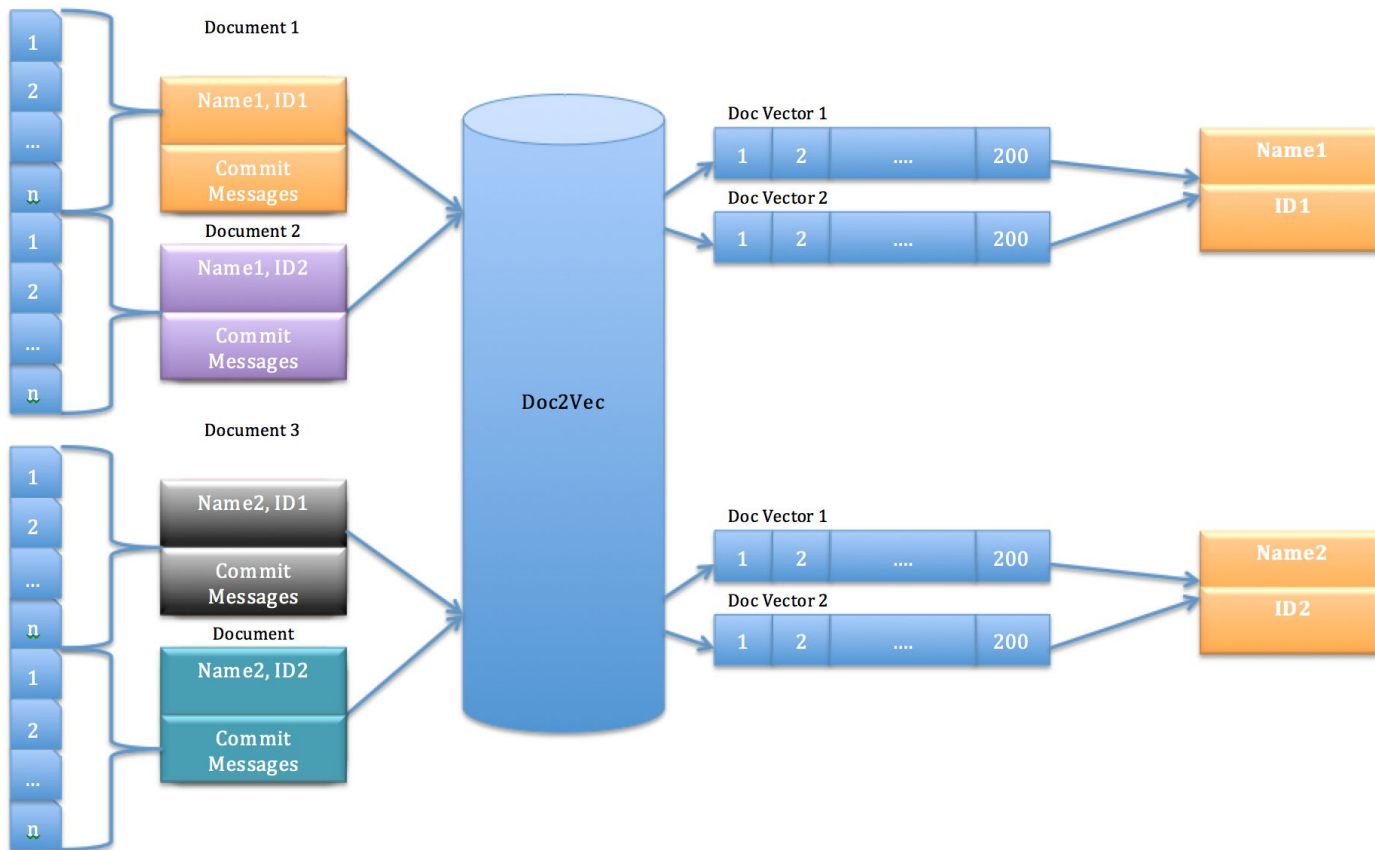 1
2
...
n
1
2
...
n
1
2
...
n
1
2
...
n
Document 1
Name1, ID1
Commit
Messages
Document 2
Name1, ID2
Commit
Messages
Document 3
Name2, ID1
Commit
Messages
Document
Name2, ID2
Commit
Messages
Doc2Vec
Doc Vector 1
1 2 .... 200
Doc Vector 2
1 2 .... 200
Doc Vector 1
1 2 .... 200
Doc Vector 2
1 2 .... 200
Name1
ID1
Name2
ID2